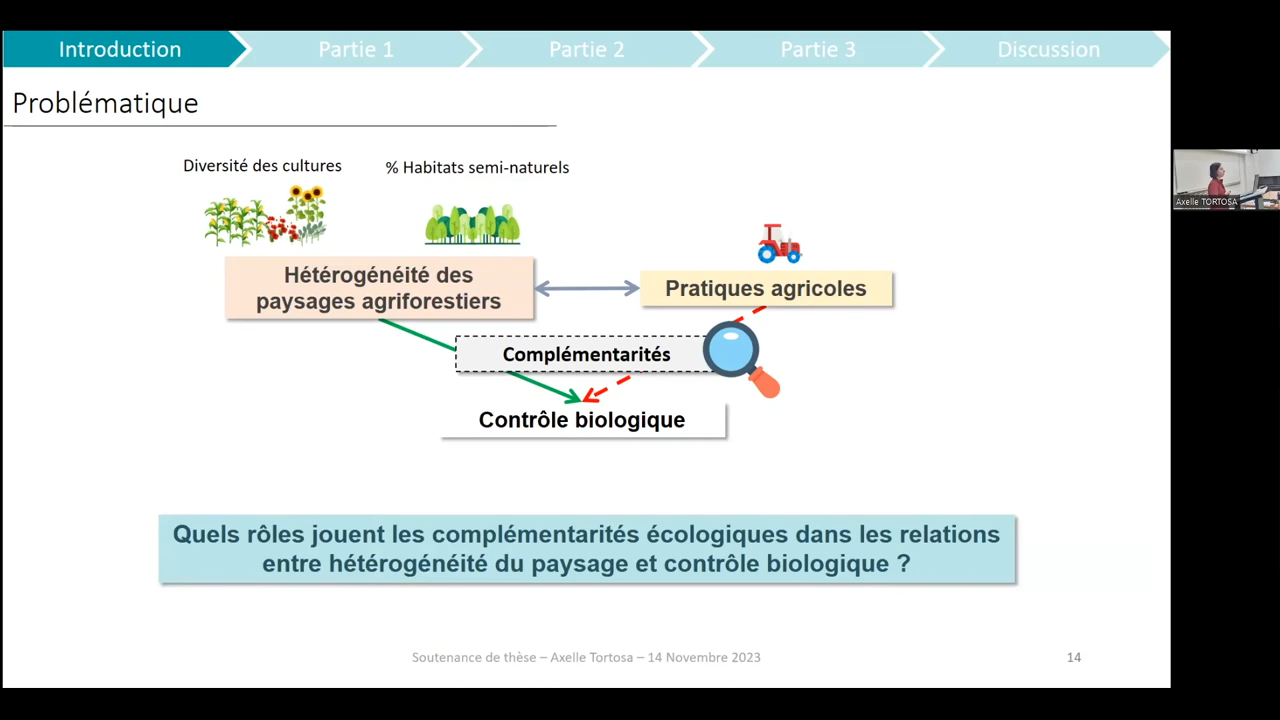 Introduction
Partie 1
Partie 2
Partie 3
Discussion
Problématique
Diversité des cultures
% Habitats semi-naturels
Hétérogénéité des
paysages agriforestiers
Pratiques agricoles
Complémentarités
Contrôle biologique
Quels rôles jouent les complémentarités écologiques dans les relations
entre hétérogénéité du paysage et contrôle biologique ?
Soutenance de thèse – Axelle Tortosa – 14 Novembre 2023
14
Axelle TORTOSA